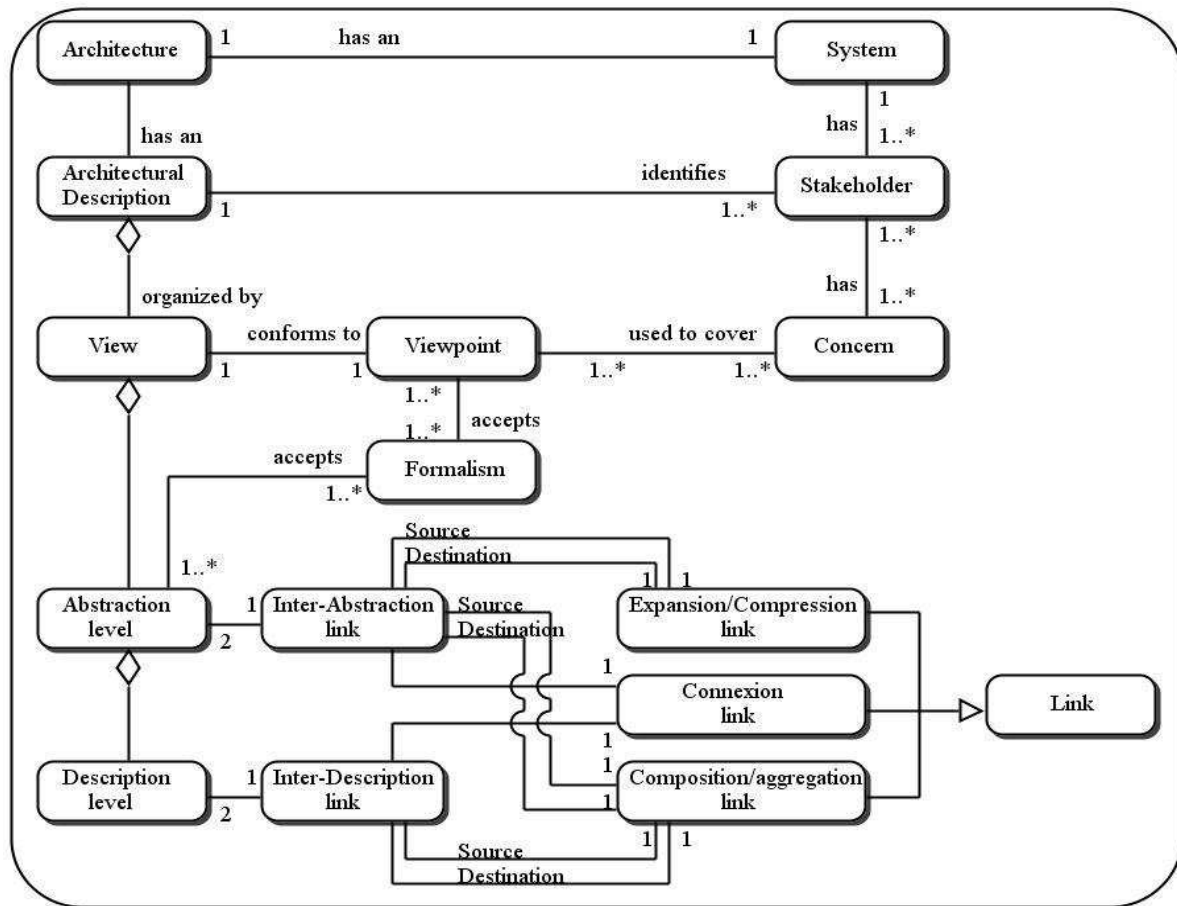 Architecture
1
has an
1
System
1
has
1..*
has an
Architectural
Description
1
identifies
1..*
Stakeholder
1..*
has
1..*
organized by
View
1
conforms to
1
Viewpoint
1..*
used to cover
1..*
Concern
1..*
accepts
1..*
Formalism
accepts
1..*
1..*
Source
Destination
1
1
Abstraction
level
1
2
Inter-Abstraction
link
Source
Destination
Expansion/Compression
link
1
Connexion
link
1
Link
Description
level
1
2
Inter-Description
link
1
1
Composition/aggregation
link
1
1
Source
Destination